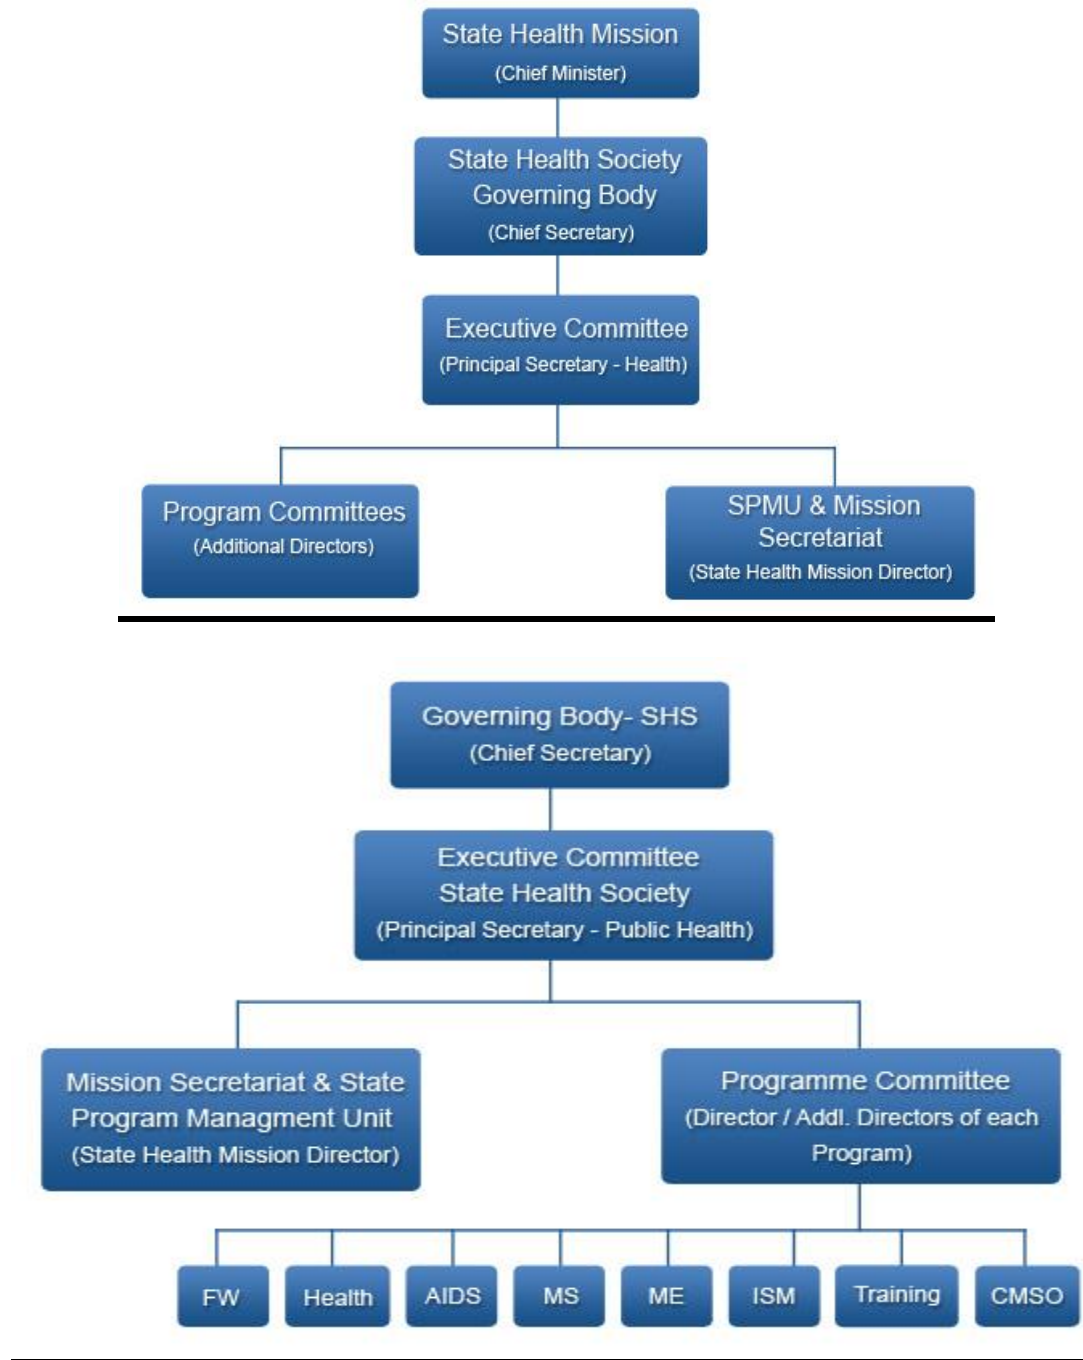 State Health Mission
(Chief Minister)
State Health Society
Governing Body
(Chief Secretary)
Executive Committee
(Principal Secretary - Health)
Program Committees
(Additional Directors)
SPMU & Mission
Secretariat
(State Health Mission Director)
Governing Body- SHS
(Chief Secretary)
Executive Committee
State Health Society
(Principal Secretary - Public Health)
Mission Secretariat & State
Program Managment Unit
(State Health Mission Director)
Programme Committee
(Director / Addl. Directors of each
Program)
FW
Health
AIDS
MS
ME
ISM
Training
CMSO